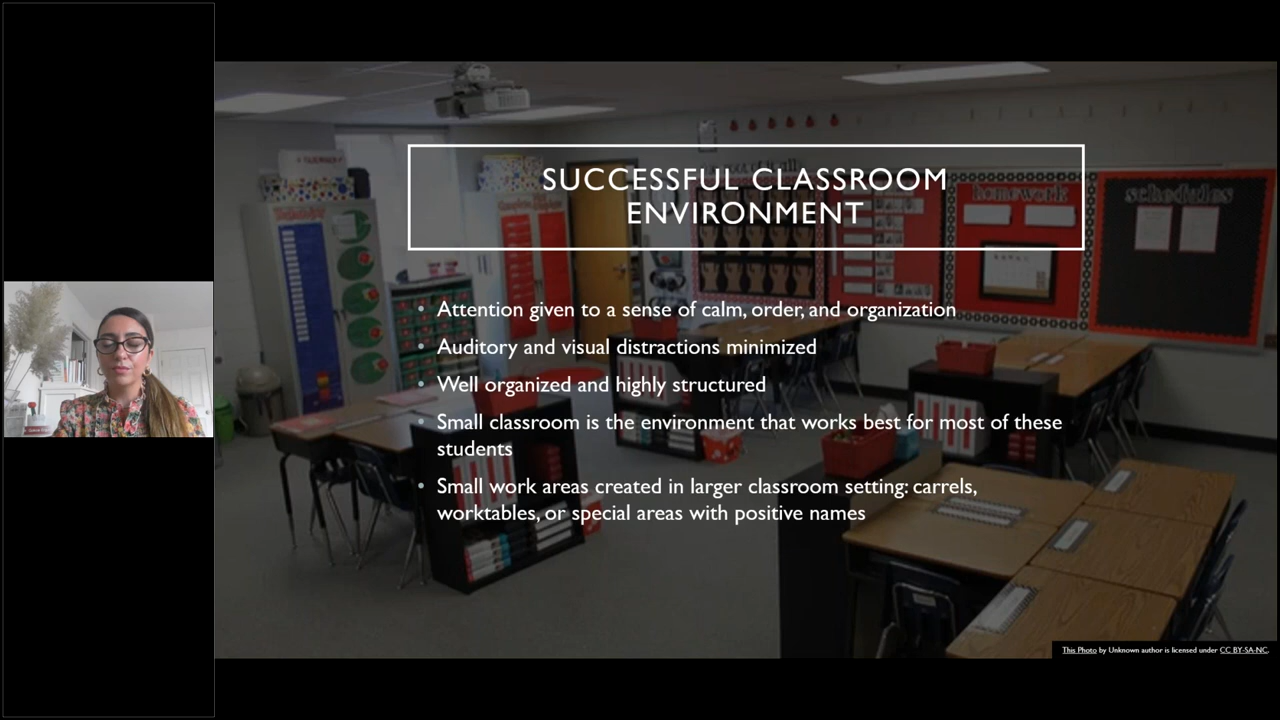 SUCCESSFUL CLASSROOM
ENVIRONMENT
• Attention given to a sense of calm, order, and organization
• Auditory and visual distractions minimized
• Well organized and highly structured
• Small classroom is the environment that works best for most of these
students
• Small work areas created in larger classroom setting: carrels,
worktables, or special areas with positive names
homework
schedules
This Photo by Unknown author is licensed under CC BY-SA-NC.